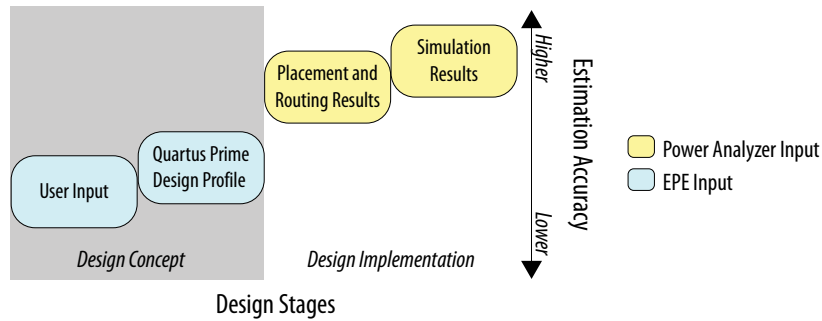 Simulation
Results
Placement and
Routing Results
Quartus Prime
Design Profile
User Input
Design Concept
Design Implementation
Design Stages
Higher
Lower
Estimation Accuracy
Power Analyzer Input
EPE Input